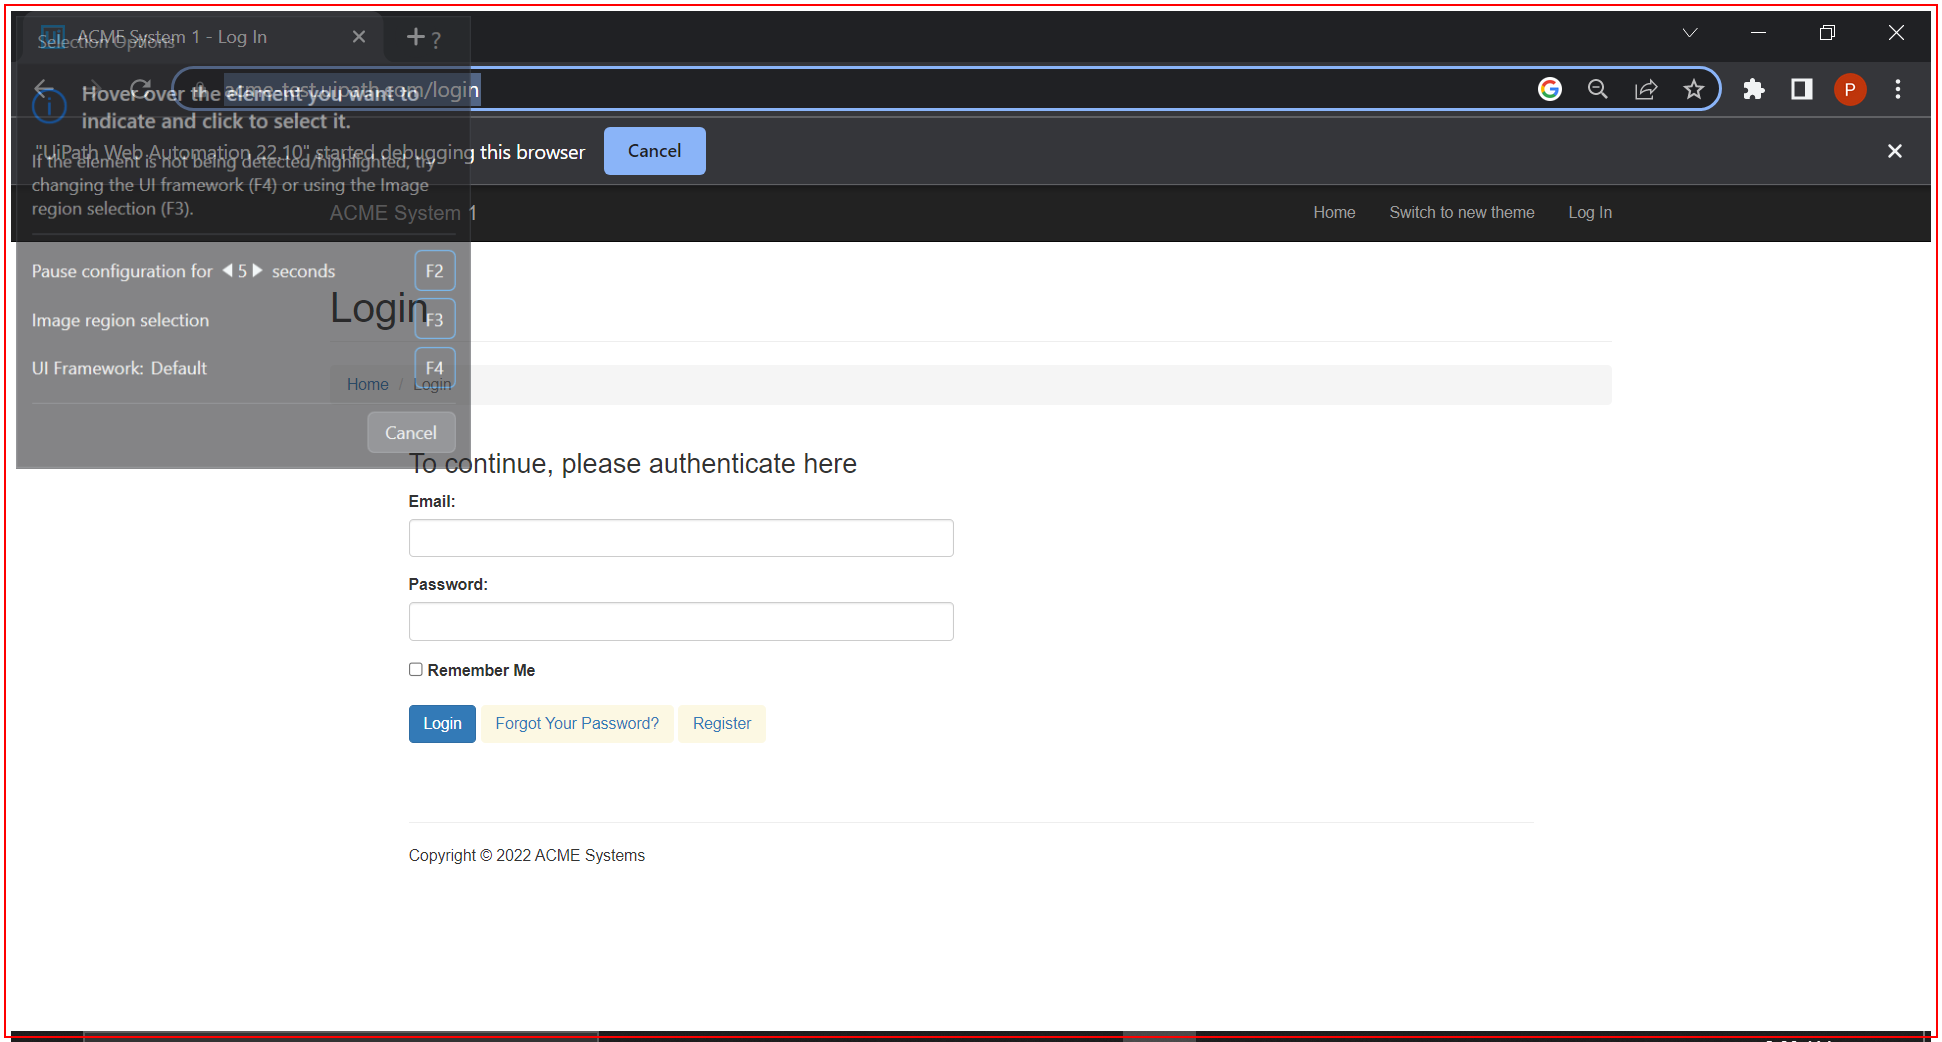 ACME System 1 - Log In
Selection Options
?
acme-test.uipath.com/login
P
Hover over the element you want to
indicate and click to select it.
"UiPath Web Automation 22.10" started debugging this browser
Cancel
If the element is not being detected/highlighted, try
changing the UI framework (F4) or using the Image
region selection (F3).
ACME System 1
Home
Switch to new theme
Log In
Pause configuration for 5 seconds
F2
Login
Image region selection
F3
UI Framework: Default
F4
Home / Login
Cancel
To continue, please authenticate here
Email:
Password:
Remember Me
Login
Forgot Your Password?
Register
Copyright © 2022 ACME Systems